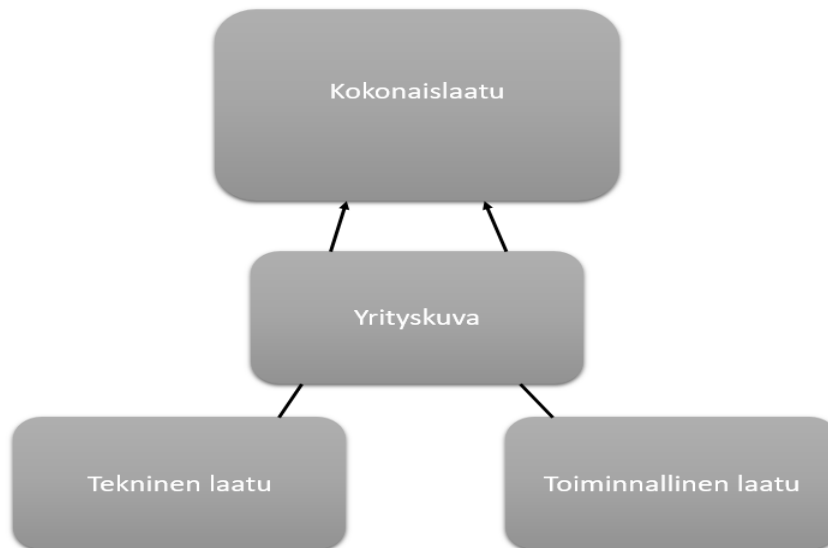 Kokonaislaatu
Yrityskuva
Tekninen laatu
Toiminnallinen laatu